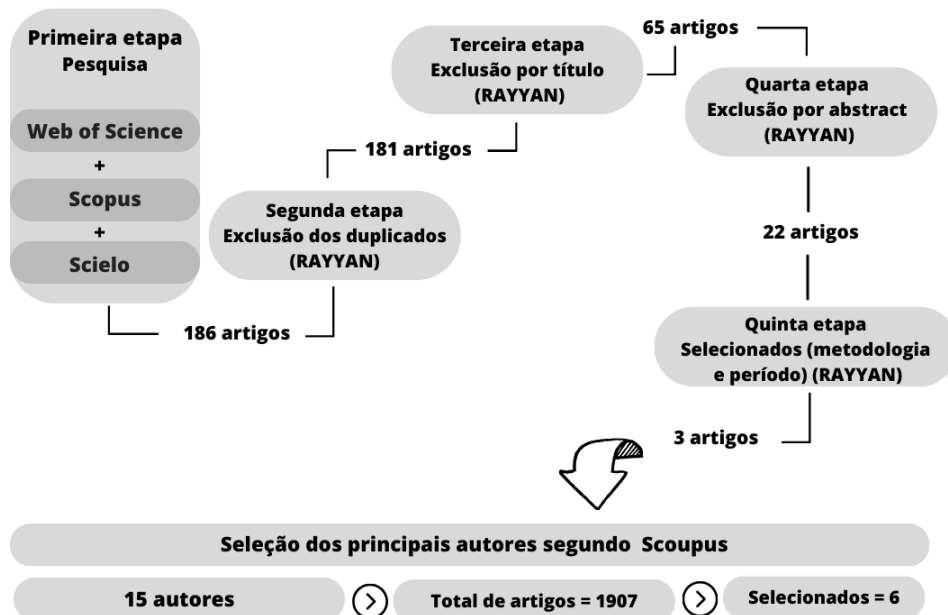 Primeira etapa
Pesquisa
Web of Science
+
Scopus
+
Scielo
186 artigos
Segunda etapa
Exclusão dos duplicados
(RAYYAN)
181 artigos
Terceira etapa
Exclusão por título
(RAYYAN)
65 artigos
Quarta etapa
Exclusão por abstract
(RAYYAN)
22 artigos
Quinta etapa
Selecionados (metodologia
e período) (RAYYAN)
3 artigos
Seleção dos principais autores segundo Scoupus
15 autores
Total de artigos = 1907
Selecionados = 6